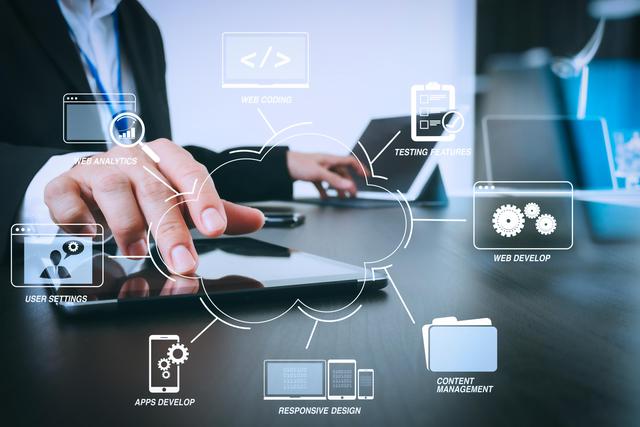 </>
WEB CODING
WEB ANALYTICS
TESTING FEATURES
USER SETTINGS
WEB DEVELOP
APPS DEVELOP
RESPONSIVE DESIGN
CONTENT
MANAGEMENT